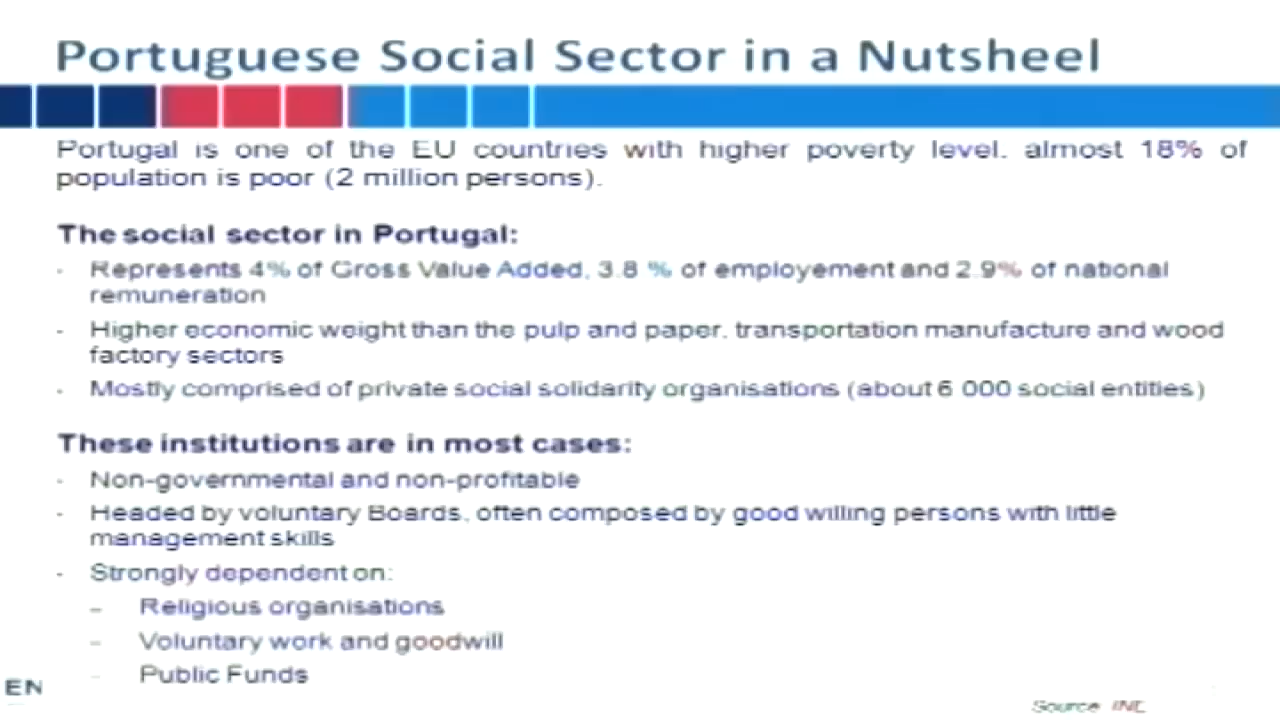 Portuguese Social Sector in a Nutsheel
Portugal is one of the EU countries with higher poverty level. almost 18% of
population is poor (2 million persons).
The social sector in Portugal:
- Represents 4% of Gross Value Added, 3.8 % of employement and 2.9% of national
remuneration
- Higher economic weight than the pulp and paper, transportation manufacture and wood
factory sectors
- Mostly comprised of private social solidarity organisations (about 6 000 social entities)
These institutions are in most cases:
- Non-governmental and non-profitable
- Headed by voluntary Boards, often composed by good willing persons with little
management skills
- Strongly dependent on:
– Religious organisations
– Voluntary work and goodwill
– Public Funds
EN
Source INE